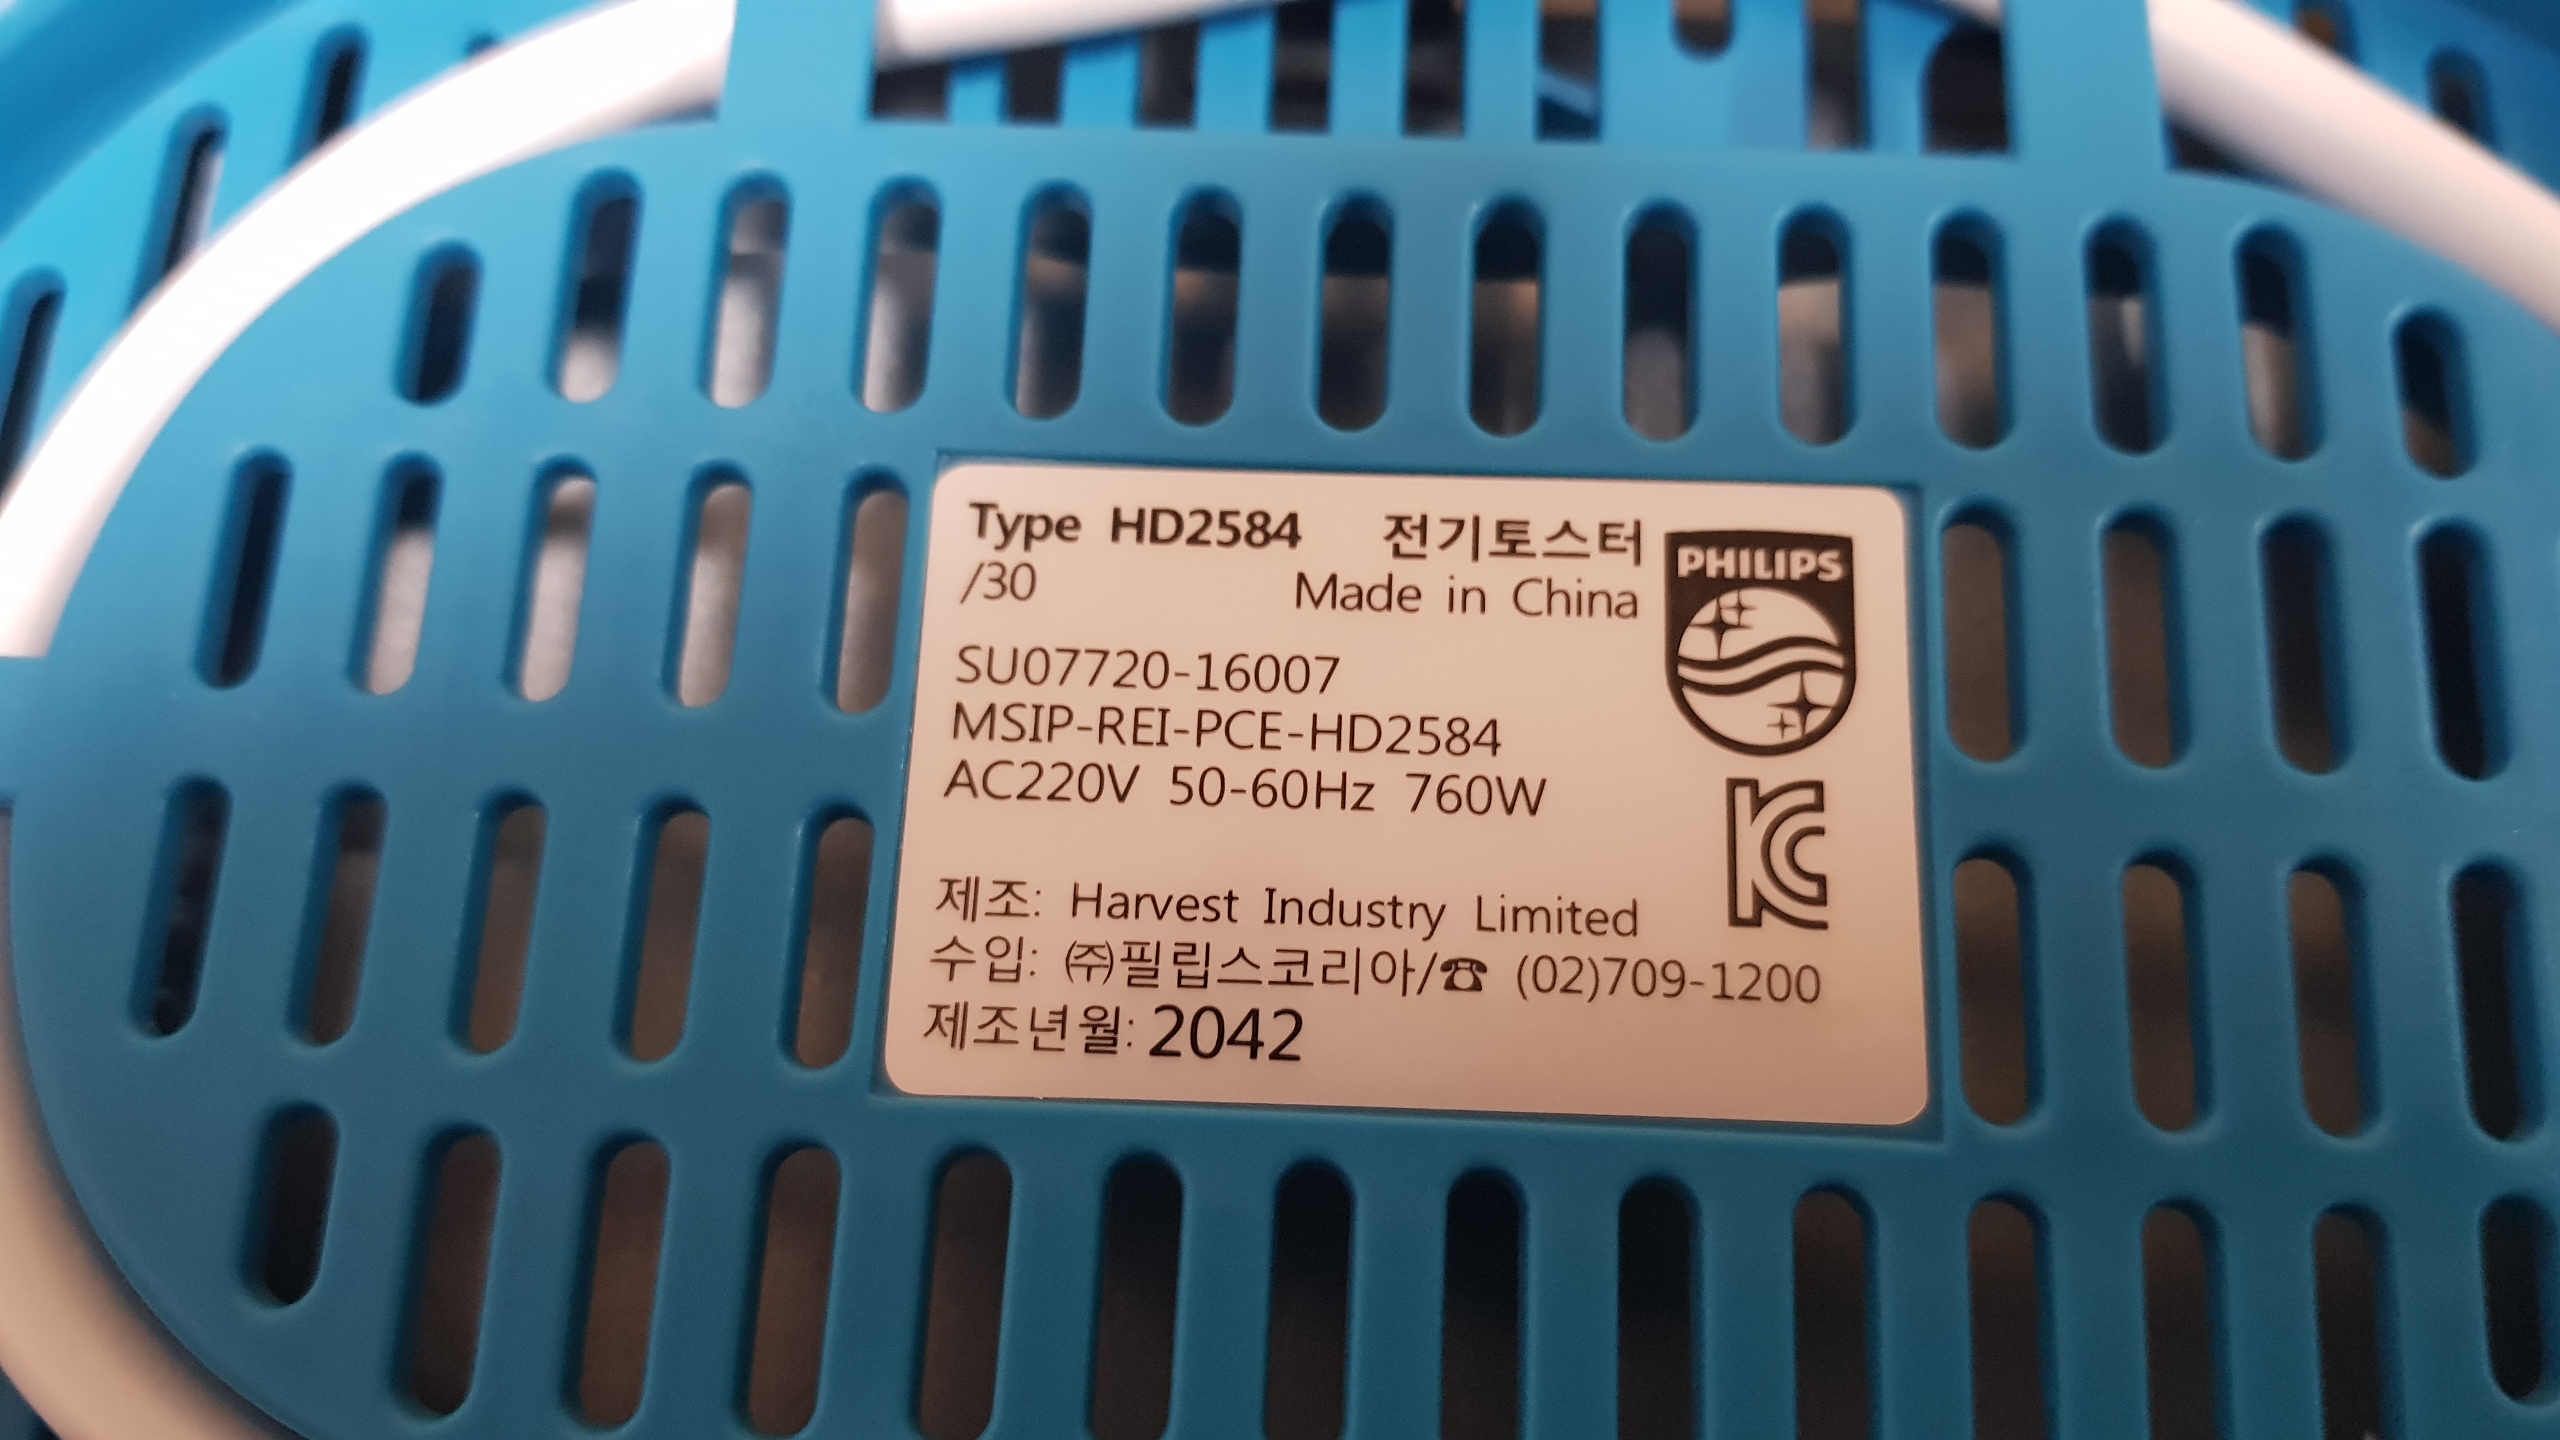 Type HD2584 전기토스터
/30 Made in China
PHILIPS
SU07720-16007
MSIP-REI-PCE-HD2584
AC220V 50-60Hz 760W
제조: Harvest Industry Limited
수입: ㈜필립스코리아/☎ (02)709-1200
제조년월: 2042